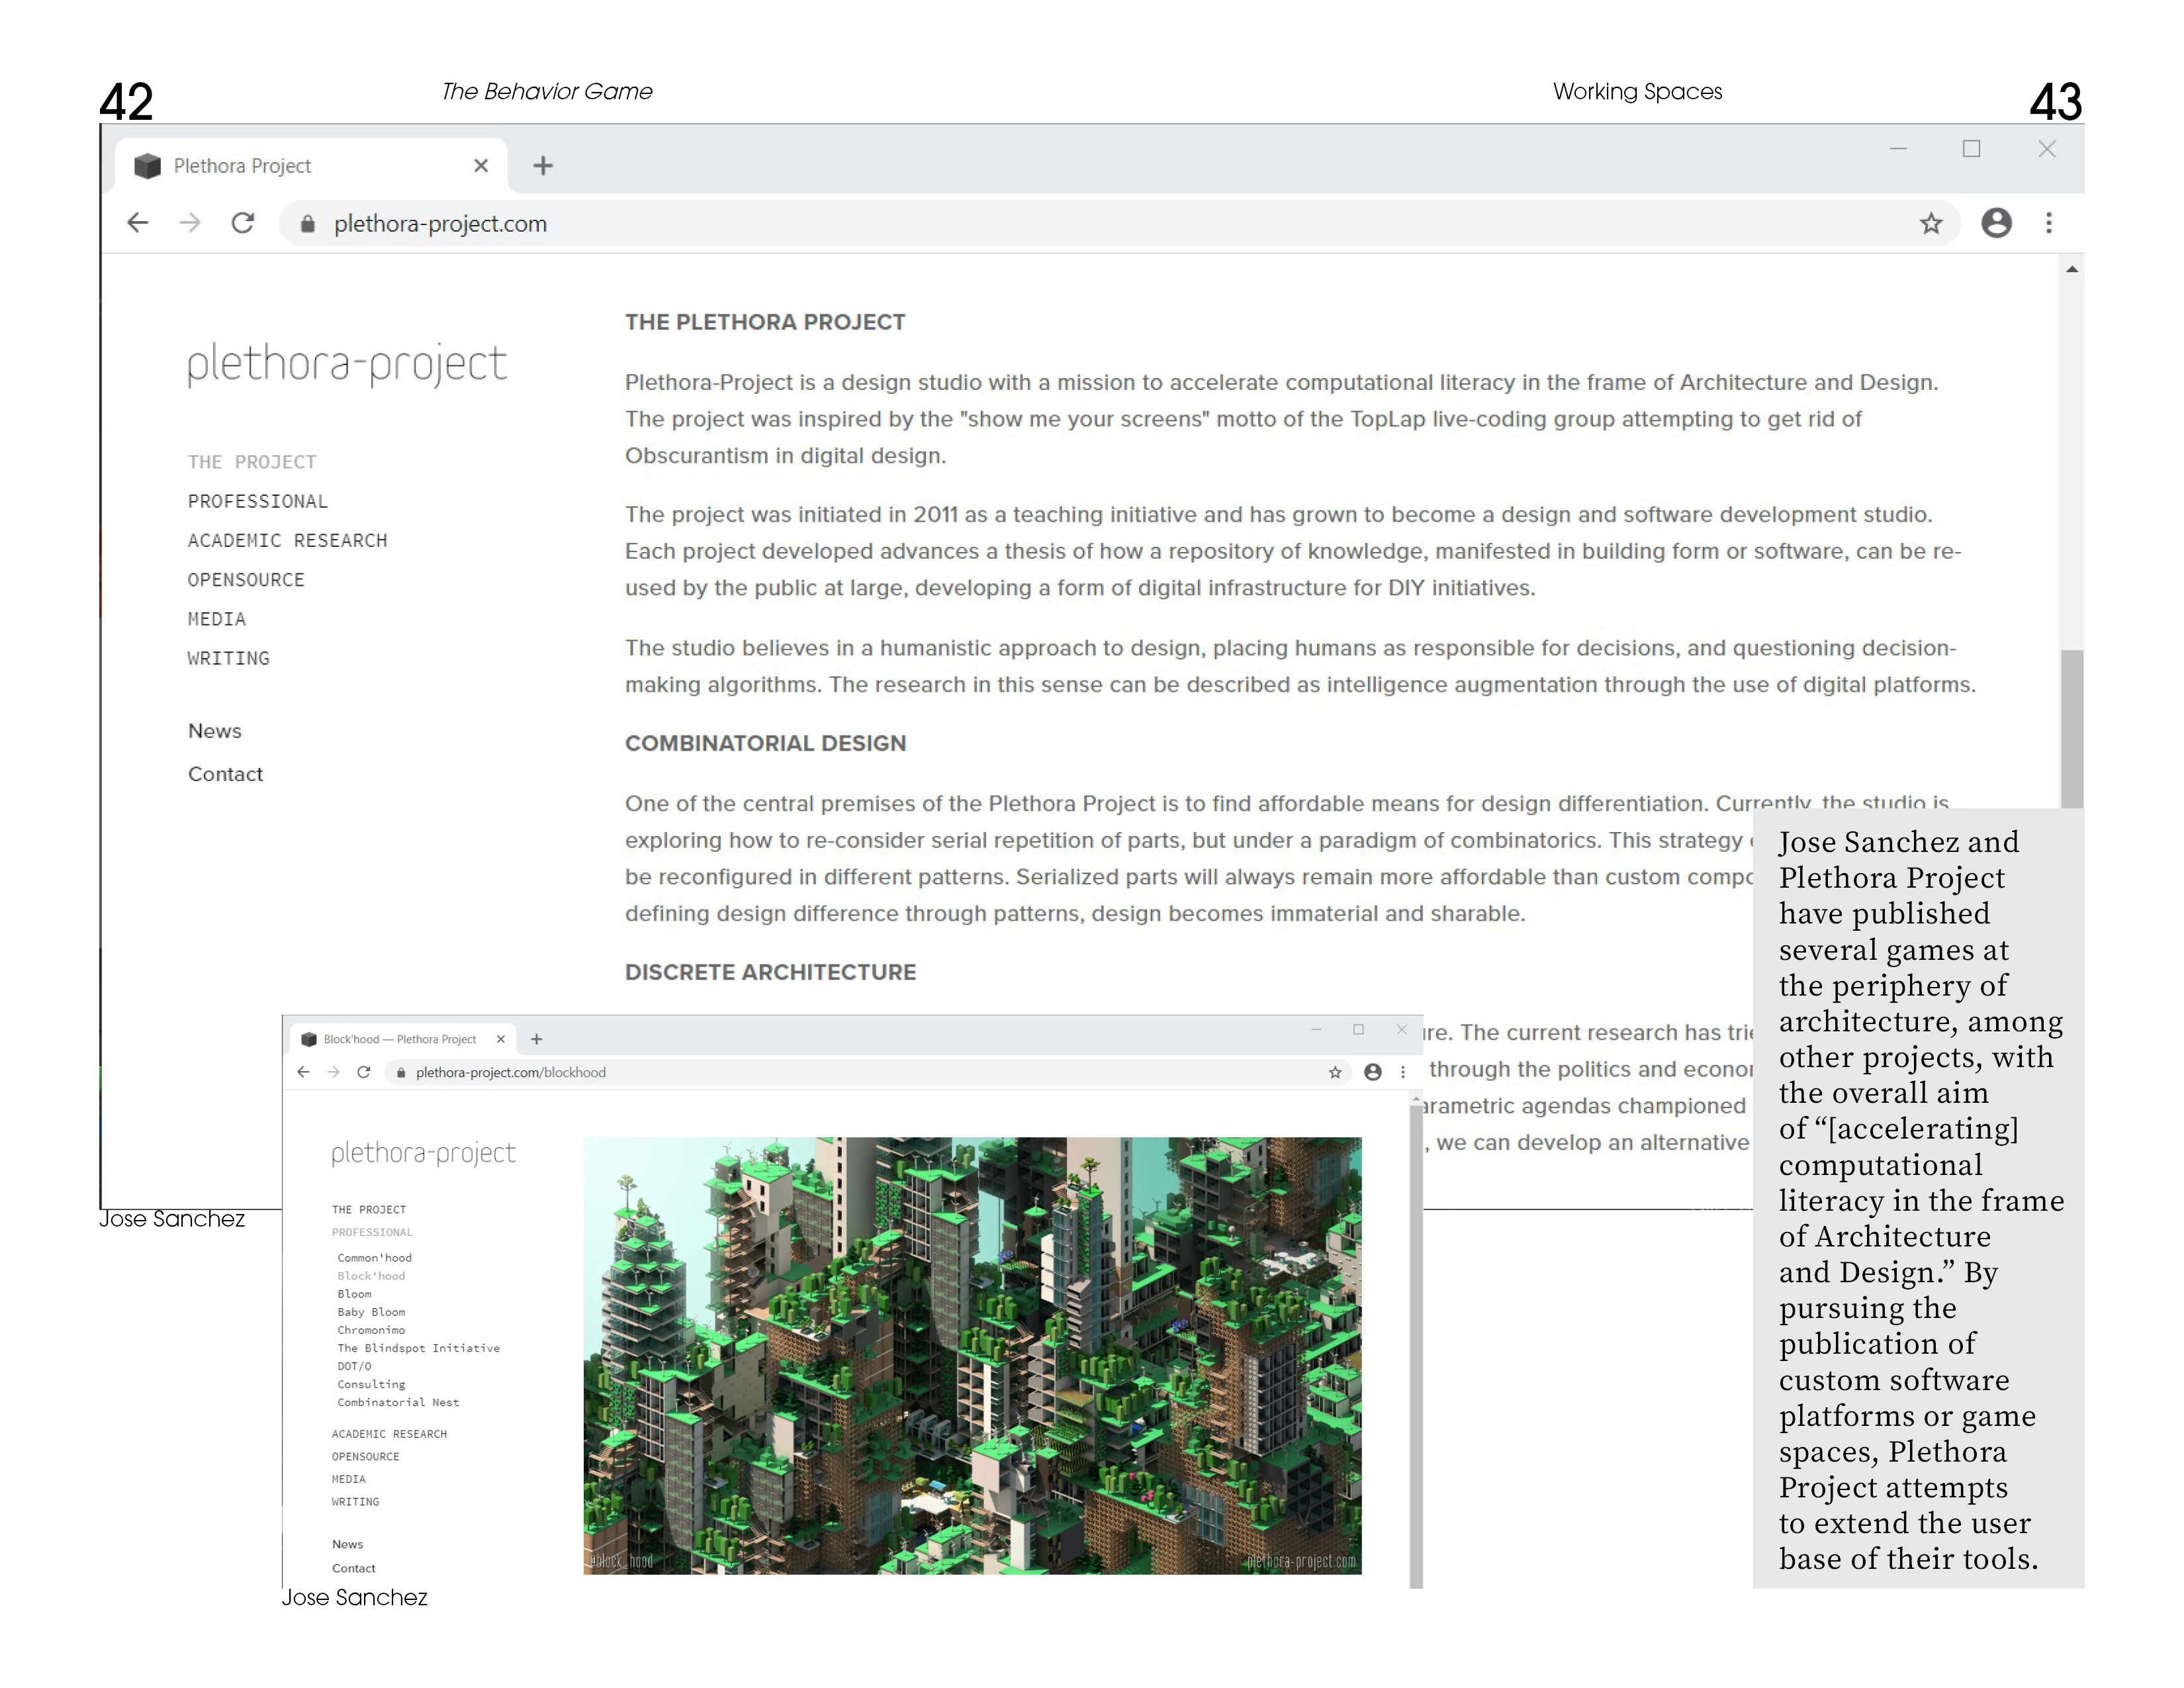 42
The Behavior Game
Working Spaces
43
Plethora Project
plethora-project.com
plethora-project
THE PROJECT
PROFESSIONAL
ACADEMIC RESEARCH
OPENSOURCE
MEDIA
WRITING
News
Contact
THE PLETHORA PROJECT
Plethora-Project is a design studio with a mission to accelerate computational literacy in the frame of Architecture and Design.
The project was inspired by the "show me your screens" motto of the TopLap live-coding group attempting to get rid of
Obscurantism in digital design.
The project was initiated in 2011 as a teaching initiative and has grown to become a design and software development studio.
Each project developed advances a thesis of how a repository of knowledge, manifested in building form or software, can be re-
used by the public at large, developing a form of digital infrastructure for DIY initiatives.
The studio believes in a humanistic approach to design, placing humans as responsible for decisions, and questioning decision-
making algorithms. The research in this sense can be described as intelligence augmentation through the use of digital platforms.
COMBINATORIAL DESIGN
One of the central premises of the Plethora Project is to find affordable means for design differentiation. Currently, the studio is
exploring how to re-consider serial repetition of parts, but under a paradigm of combinatorics. This strategy
be reconfigured in different patterns. Serialized parts will always remain more affordable than custom
defining design difference through patterns, design becomes immaterial and sharable.
DISCRETE ARCHITECTURE
The current research has
through the politics and
agendas championed
, we can develop an alternative
Jose Sanchez
Block'hood — Plethora Project
plethora-project.com/blockhood
plethora-project
THE PROJECT
PROFESSIONAL
Common'hood
Block'hood
Bloom
Baby Bloom
Chromonimo
The Blindspot Initiative
DOT/O
Consulting
Combinatorial Nest
ACADEMIC RESEARCH
OPENSOURCE
MEDIA
WRITING
News
Contact
@block_hood
plethora-project.com
Jose Sanchez
Jose Sanchez and
Plethora Project
have published
several games at
the periphery of
architecture, among
other projects, with
the overall aim
of “[accelerating]
computational
literacy in the frame
of Architecture
and Design.” By
pursuing the
publication of
custom software
platforms or game
spaces, Plethora
Project attempts
to extend the user
base of their tools.